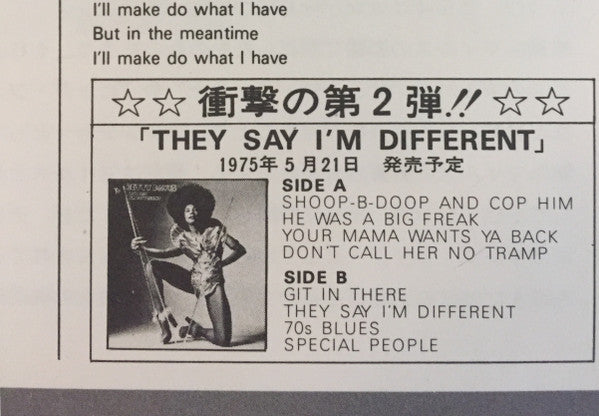 I'll make do what I have
But in the meantime
I'll make do what I have
☆☆ 衝撃の第2弾!! ☆☆
「THEY SAY I'M DIFFERENT」
1975年5月21日 発売予定
SIDE A
SHOOP-B-DOOP AND COP HIM
HE WAS A BIG FREAK
YOUR MAMA WANTS YA BACK
DON'T CALL HER NO TRAMP
SIDE B
GIT IN THERE
THEY SAY I'M DIFFERENT
70s BLUES
SPECIAL PEOPLE